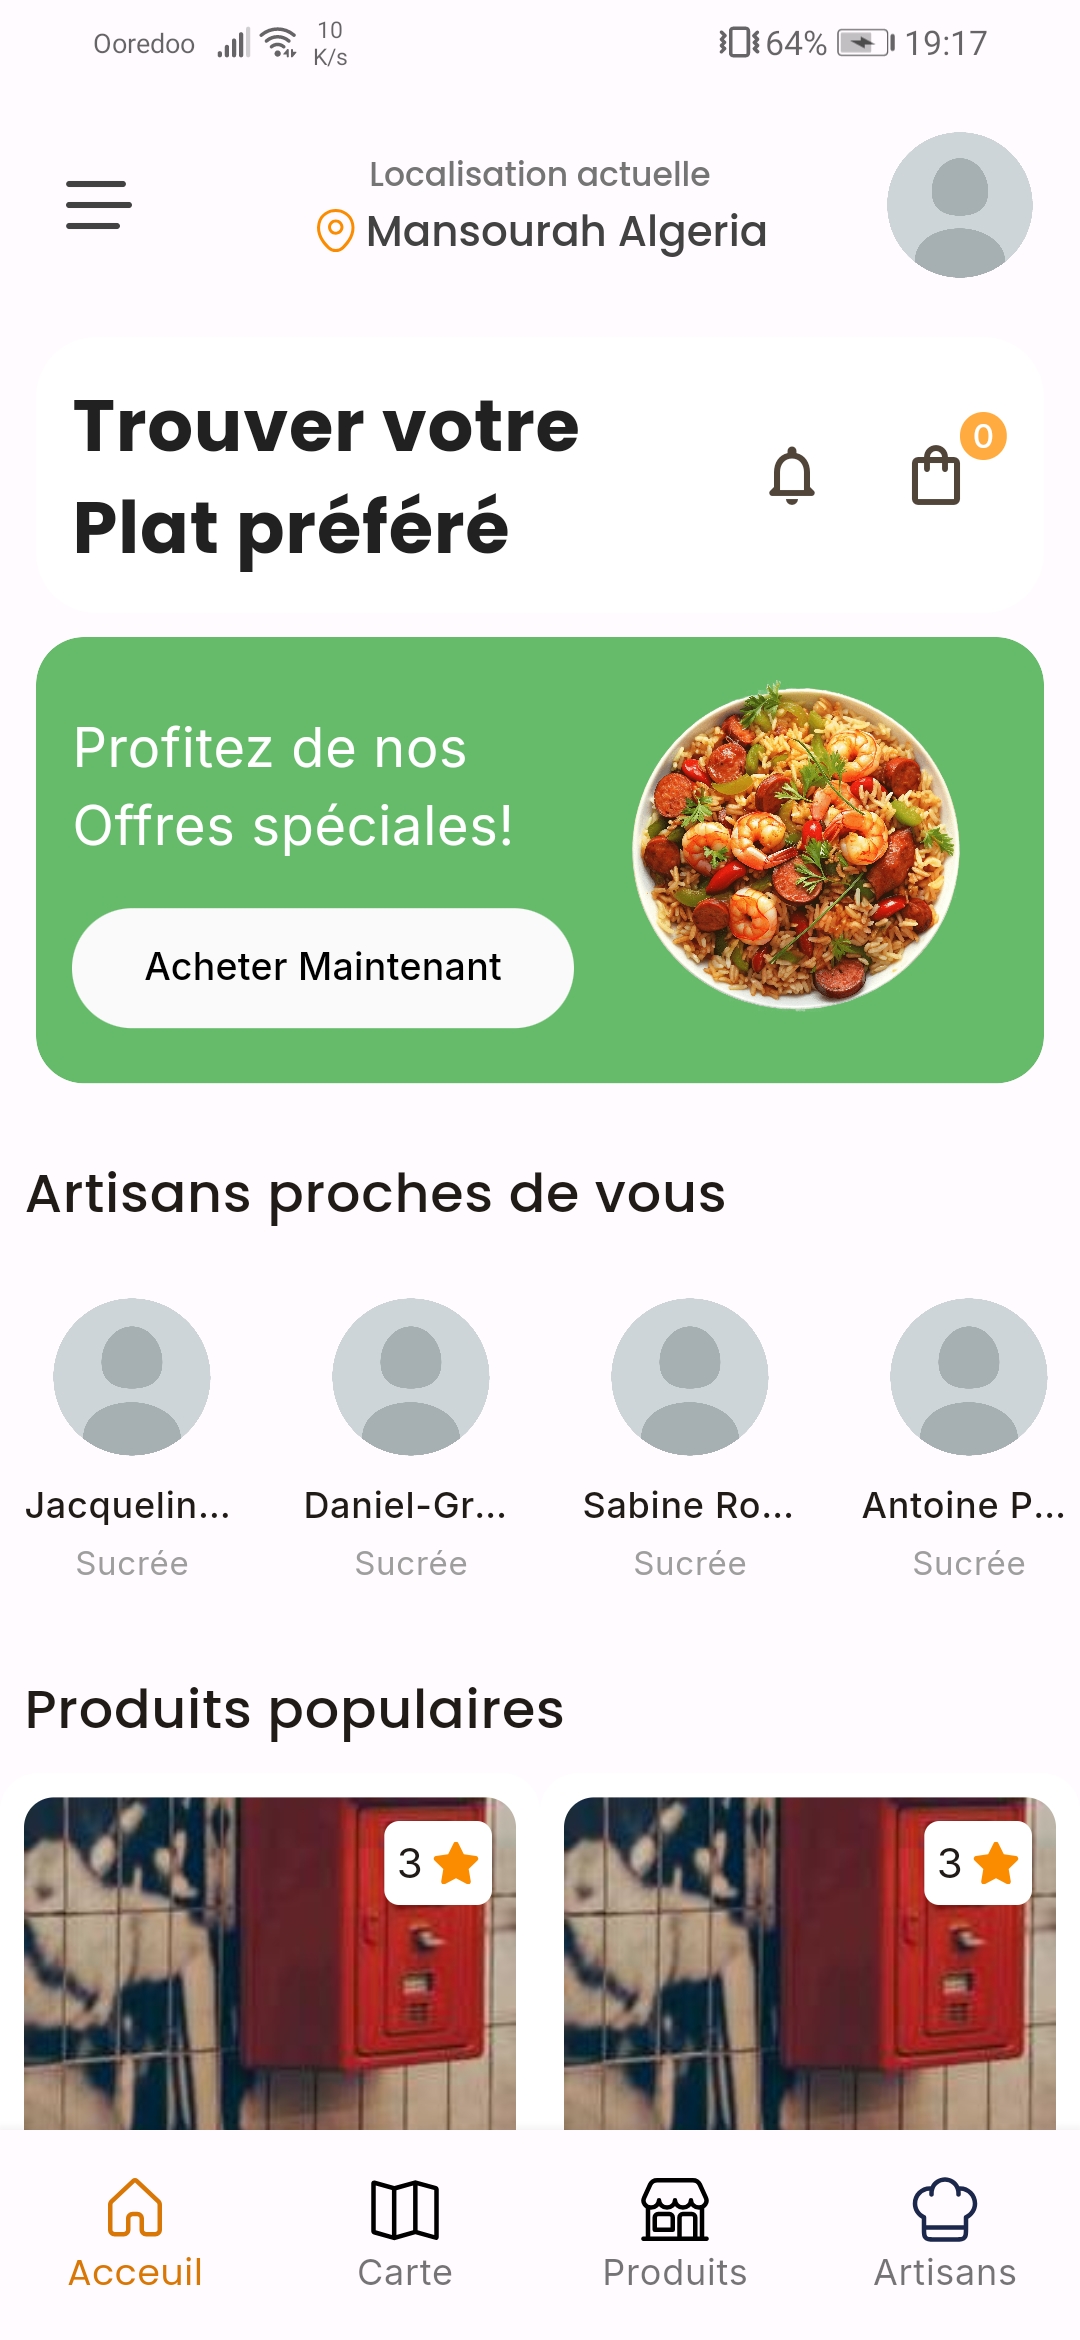 Ooredoo 10 K/s 64% 19:17
Localisation actuelle
Mansourah Algeria
Trouver votre
Plat préféré
0
Profitez de nos
Offres spéciales!
Acheter Maintenant
Artisans proches de vous
Jacquelin... Daniel-Gr... Sabine Ro... Antoine P...
Sucrée Sucrée Sucrée Sucrée
Produits populaires
3 3
Acceuil Carte Produits Artisans